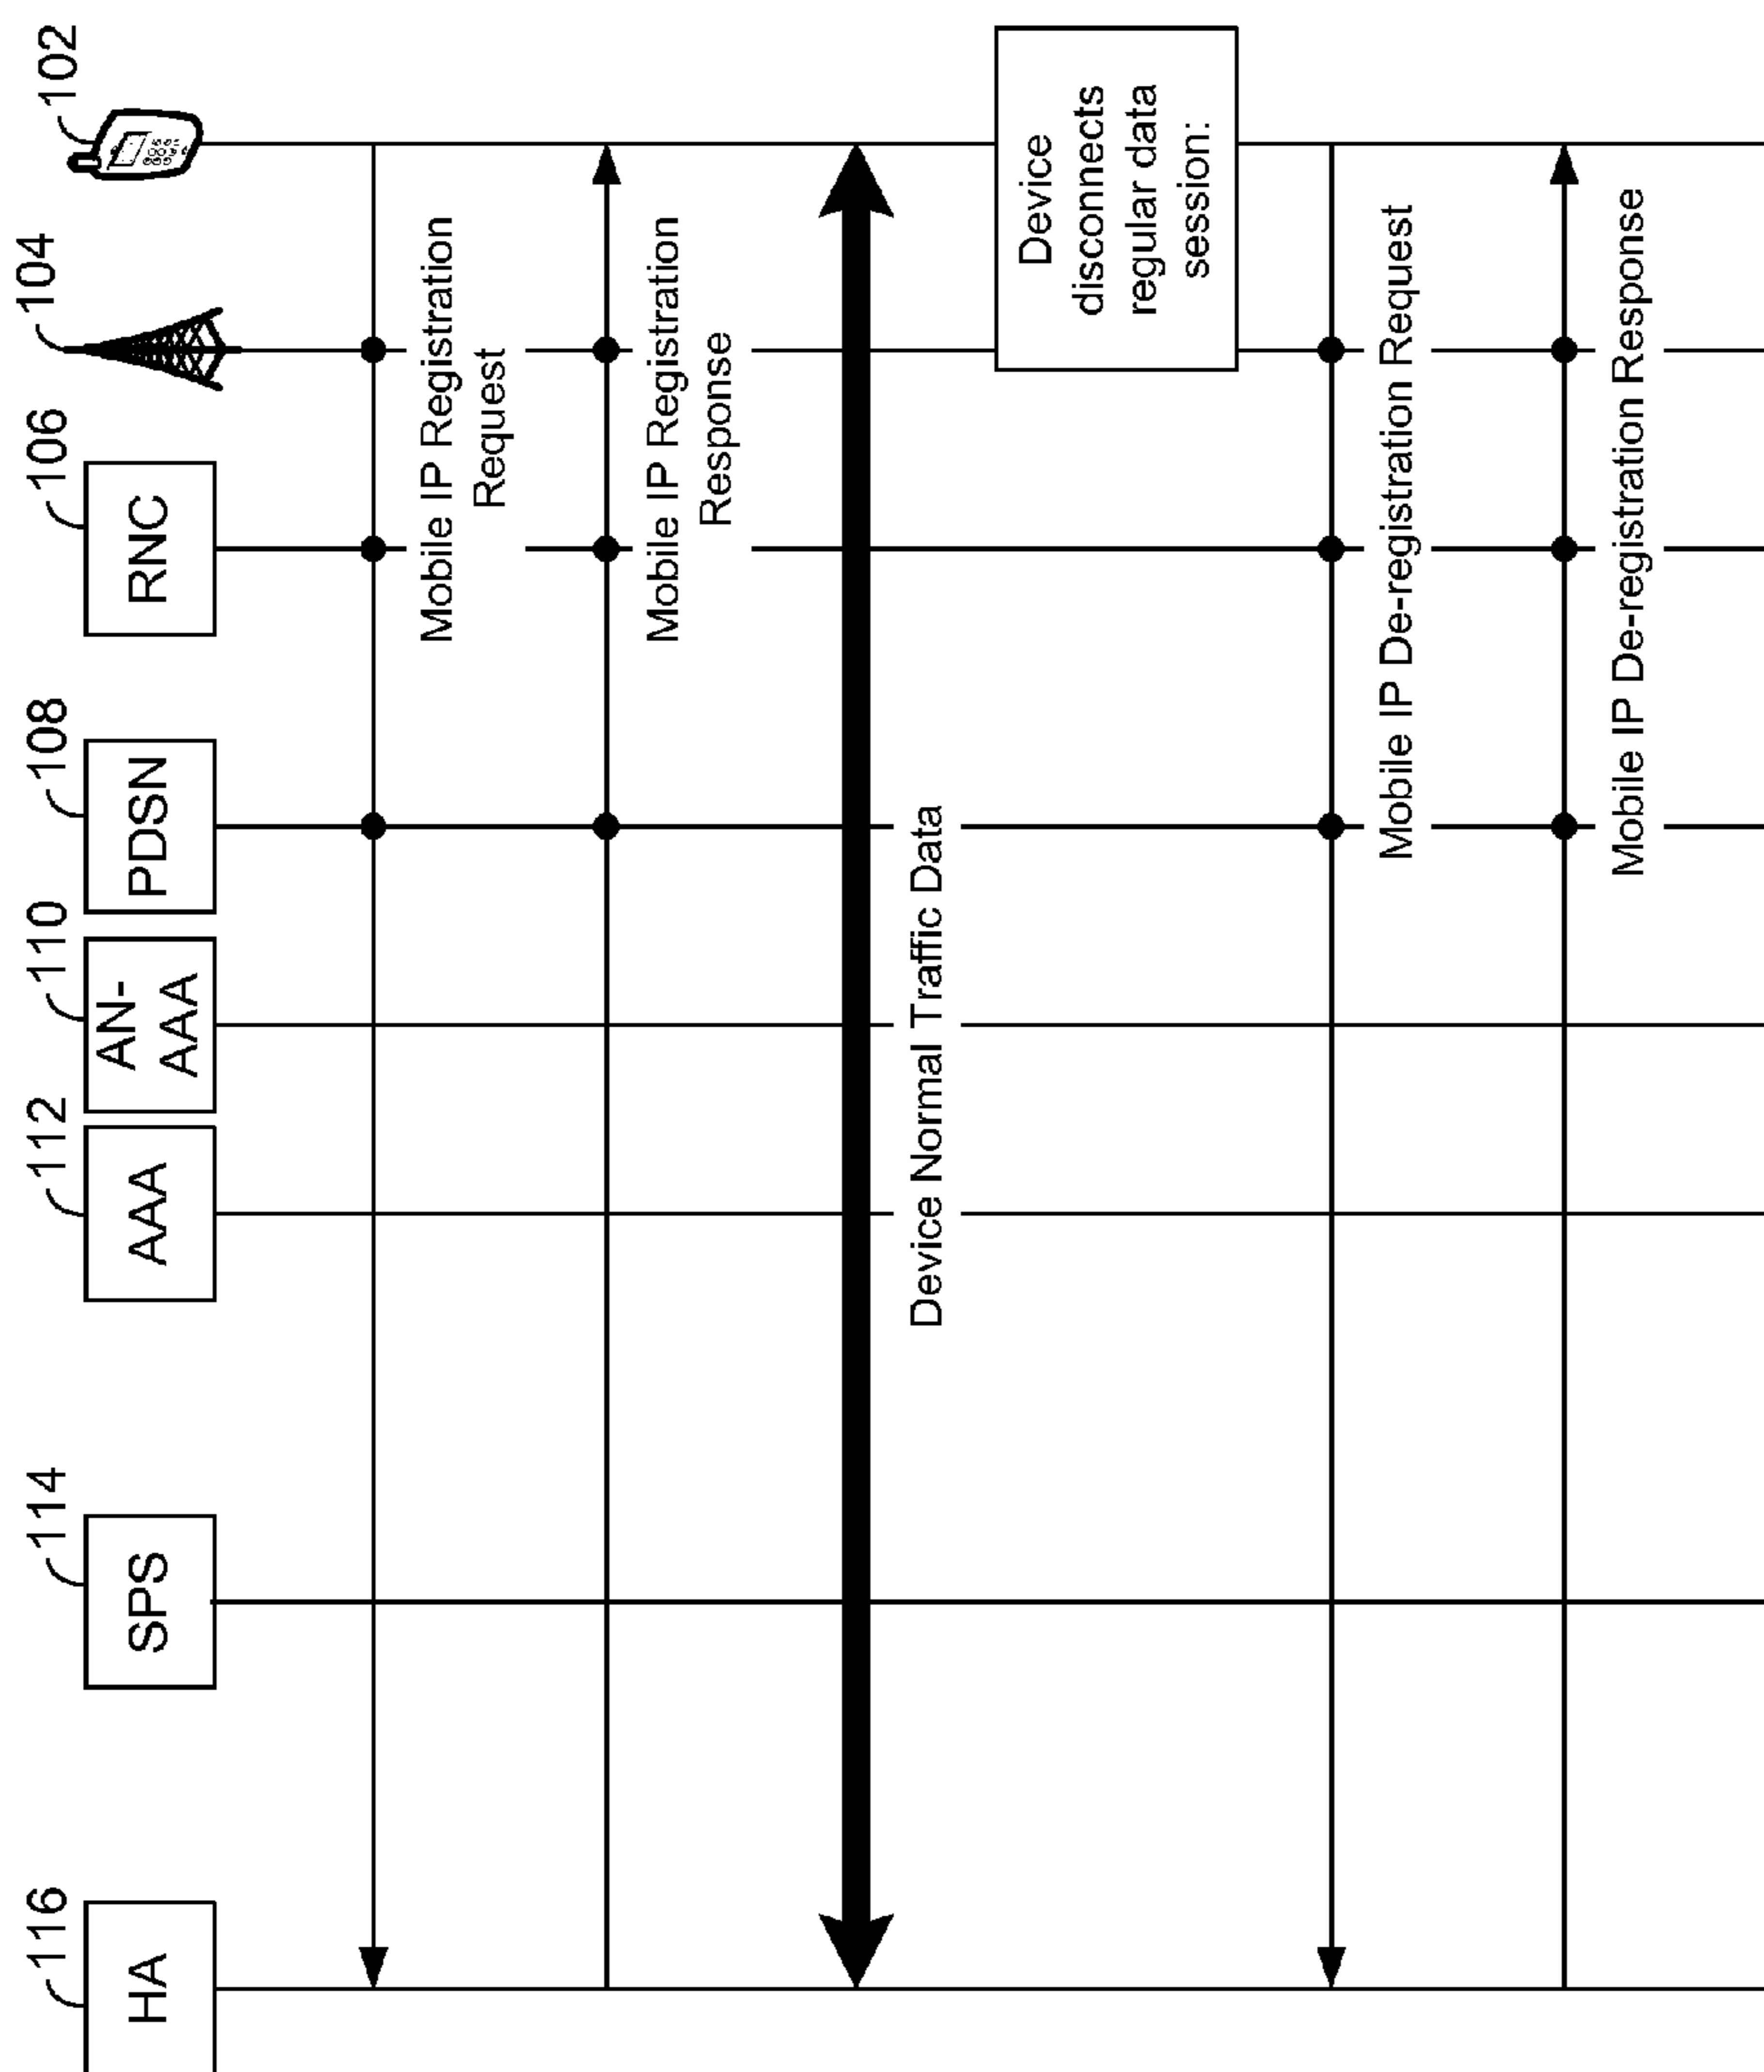 102
104
106
108
110
112
114
116
RNC
PDSN
AN-
AAA
AAA
SPS
HA
Mobile IP Registration
Request
Mobile IP Registration
Response
Device Normal Traffic Data
Device
disconnects
regular data
session:
Mobile IP De-registration Request
Mobile IP De-registration Response